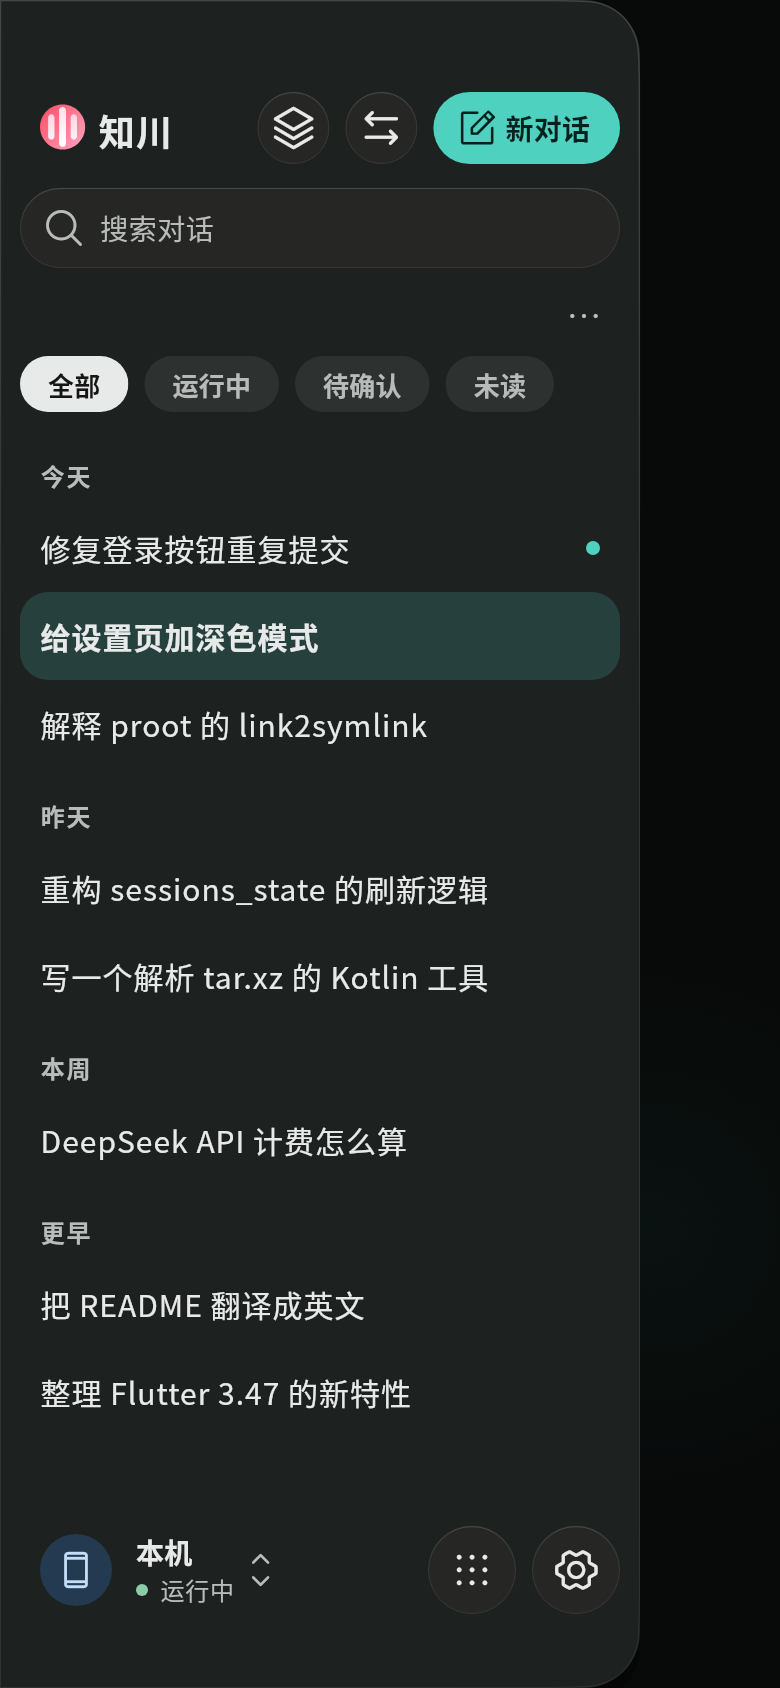 知川
新对话
搜索对话
...
全部 运行中 待确认 未读
今天
修复登录按钮重复提交
给设置页加深色模式
解释 proot 的 link2symlink
昨天
重构 sessions_state 的刷新逻辑
写一个解析 tar.xz 的 Kotlin 工具
本周
DeepSeek API 计费怎么算
更早
把 README 翻译成英文
整理 Flutter 3.47 的新特性
本机
运行中